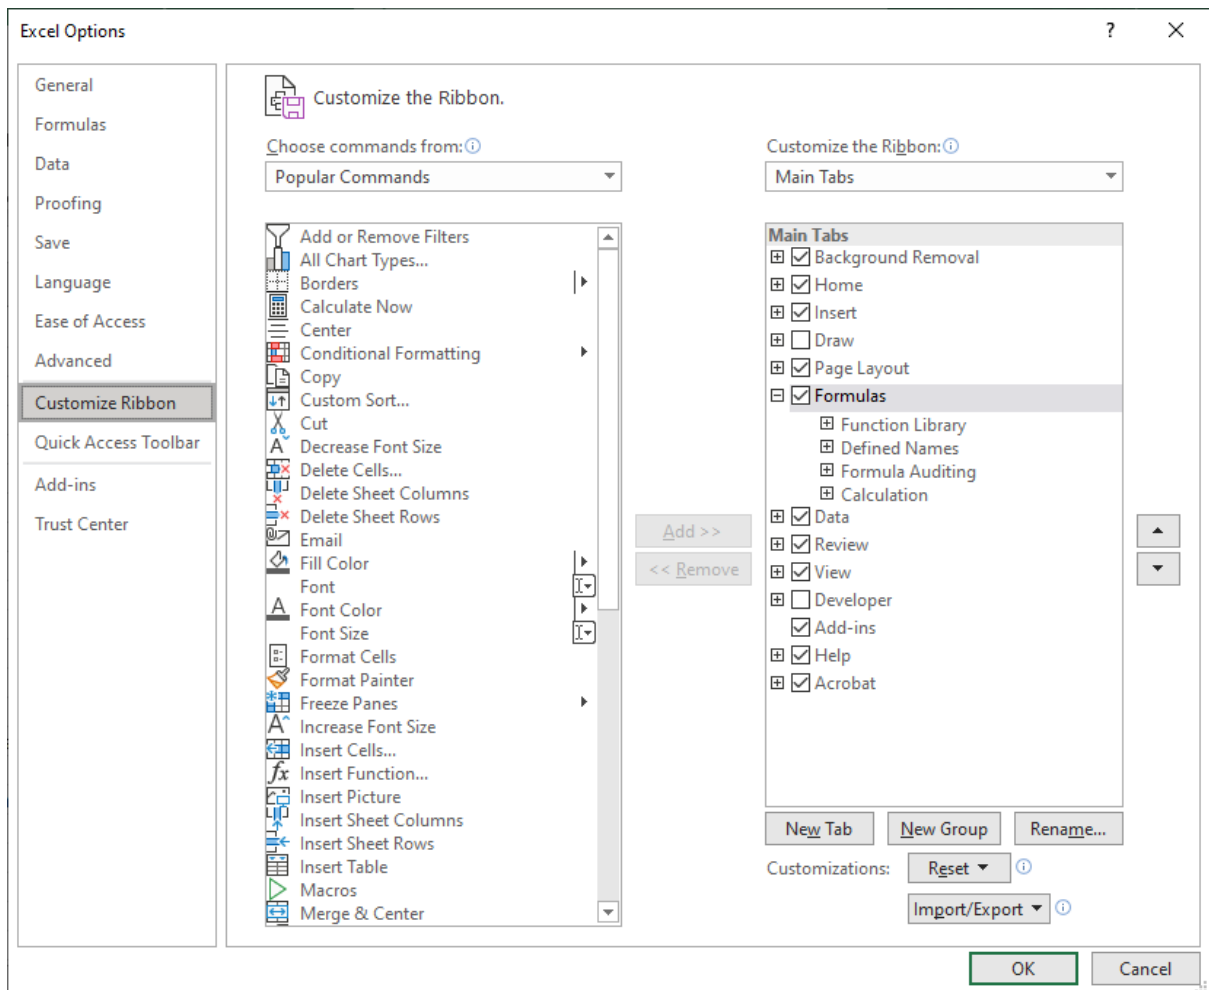 Excel Options
?
General
Formulas
Data
Proofing
Save
Language
Ease of Access
Advanced
Customize Ribbon
Quick Access Toolbar
Add-ins
Trust Center
Customize the Ribbon.
Choose commands from:
Popular Commands
Add or Remove Filters
All Chart Types...
Borders
Calculate Now
Center
Conditional Formatting
Copy
Custom Sort...
Cut
Decrease Font Size
Delete Cells...
Delete Sheet Columns
Delete Sheet Rows
Email
Fill Color
Font
Font Color
Font Size
Format Cells
Format Painter
Freeze Panes
Increase Font Size
Insert Cells...
Insert Function...
Insert Picture
Insert Sheet Columns
Insert Sheet Rows
Insert Table
Macros
Merge & Center
Add >>
<< Remove
Customize the Ribbon:
Main Tabs
Main Tabs
Background Removal
Home
Insert
Draw
Page Layout
Formulas
Function Library
Defined Names
Formula Auditing
Calculation
Data
Review
View
Developer
Add-ins
Help
Acrobat
New Tab
New Group
Rename...
Customizations:
Reset
Import/Export
OK
Cancel